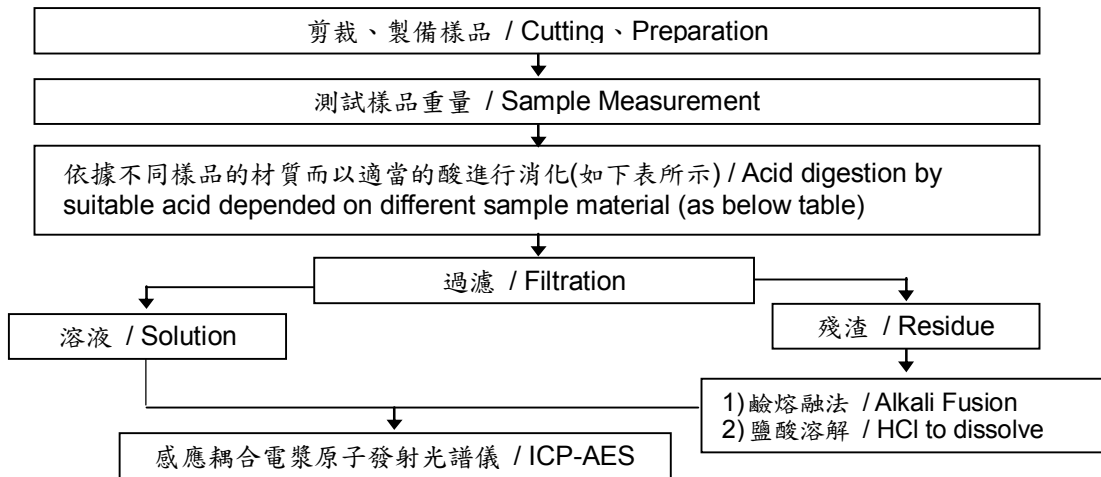 剪裁、製備樣品 / Cutting、Preparation
測試樣品重量 / Sample Measurement
依據不同樣品的材質而以適當的酸進行消化(如下表所示) / Acid digestion by
suitable acid depended on different sample material (as below table)
過濾 / Filtration
溶液 / Solution
殘渣 / Residue
1)鹼熔融法 / Alkali Fusion
2)鹽酸溶解 / HCl to dissolve
感應耦合電漿原子發射光譜儀 / ICP-AES